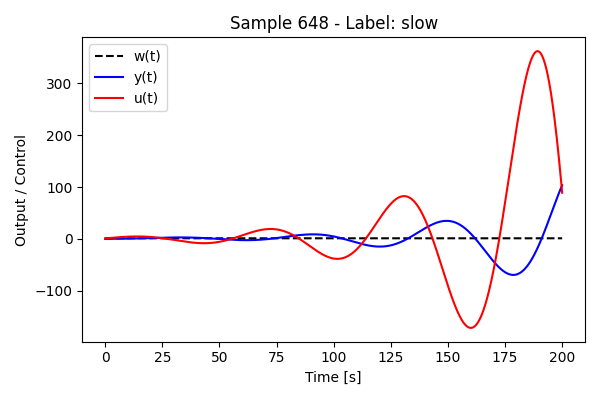 Sample 648 - Label: slow
w(t)
y(t)
u(t)
Output / Control
300
200
100
0
−100
0 25 50 75 100 125 150 175 200
Time [s]